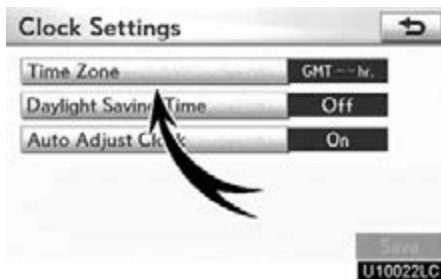 Clock Settings
Time Zone GMT - - hr.
Daylight Saving Time Off
Auto Adjust Clock On
Save
U10022LC